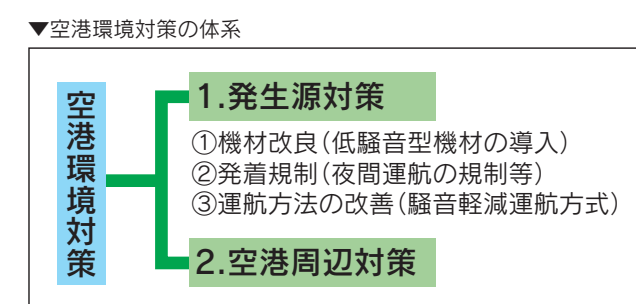 ▼空港環境対策の体系
空港環境対策
1.発生源対策
①機材改良(低騒音型機材の導入)
②発着規制(夜間運航の規制等)
③運航方法の改善(騒音軽減運航方式)
2.空港周辺対策